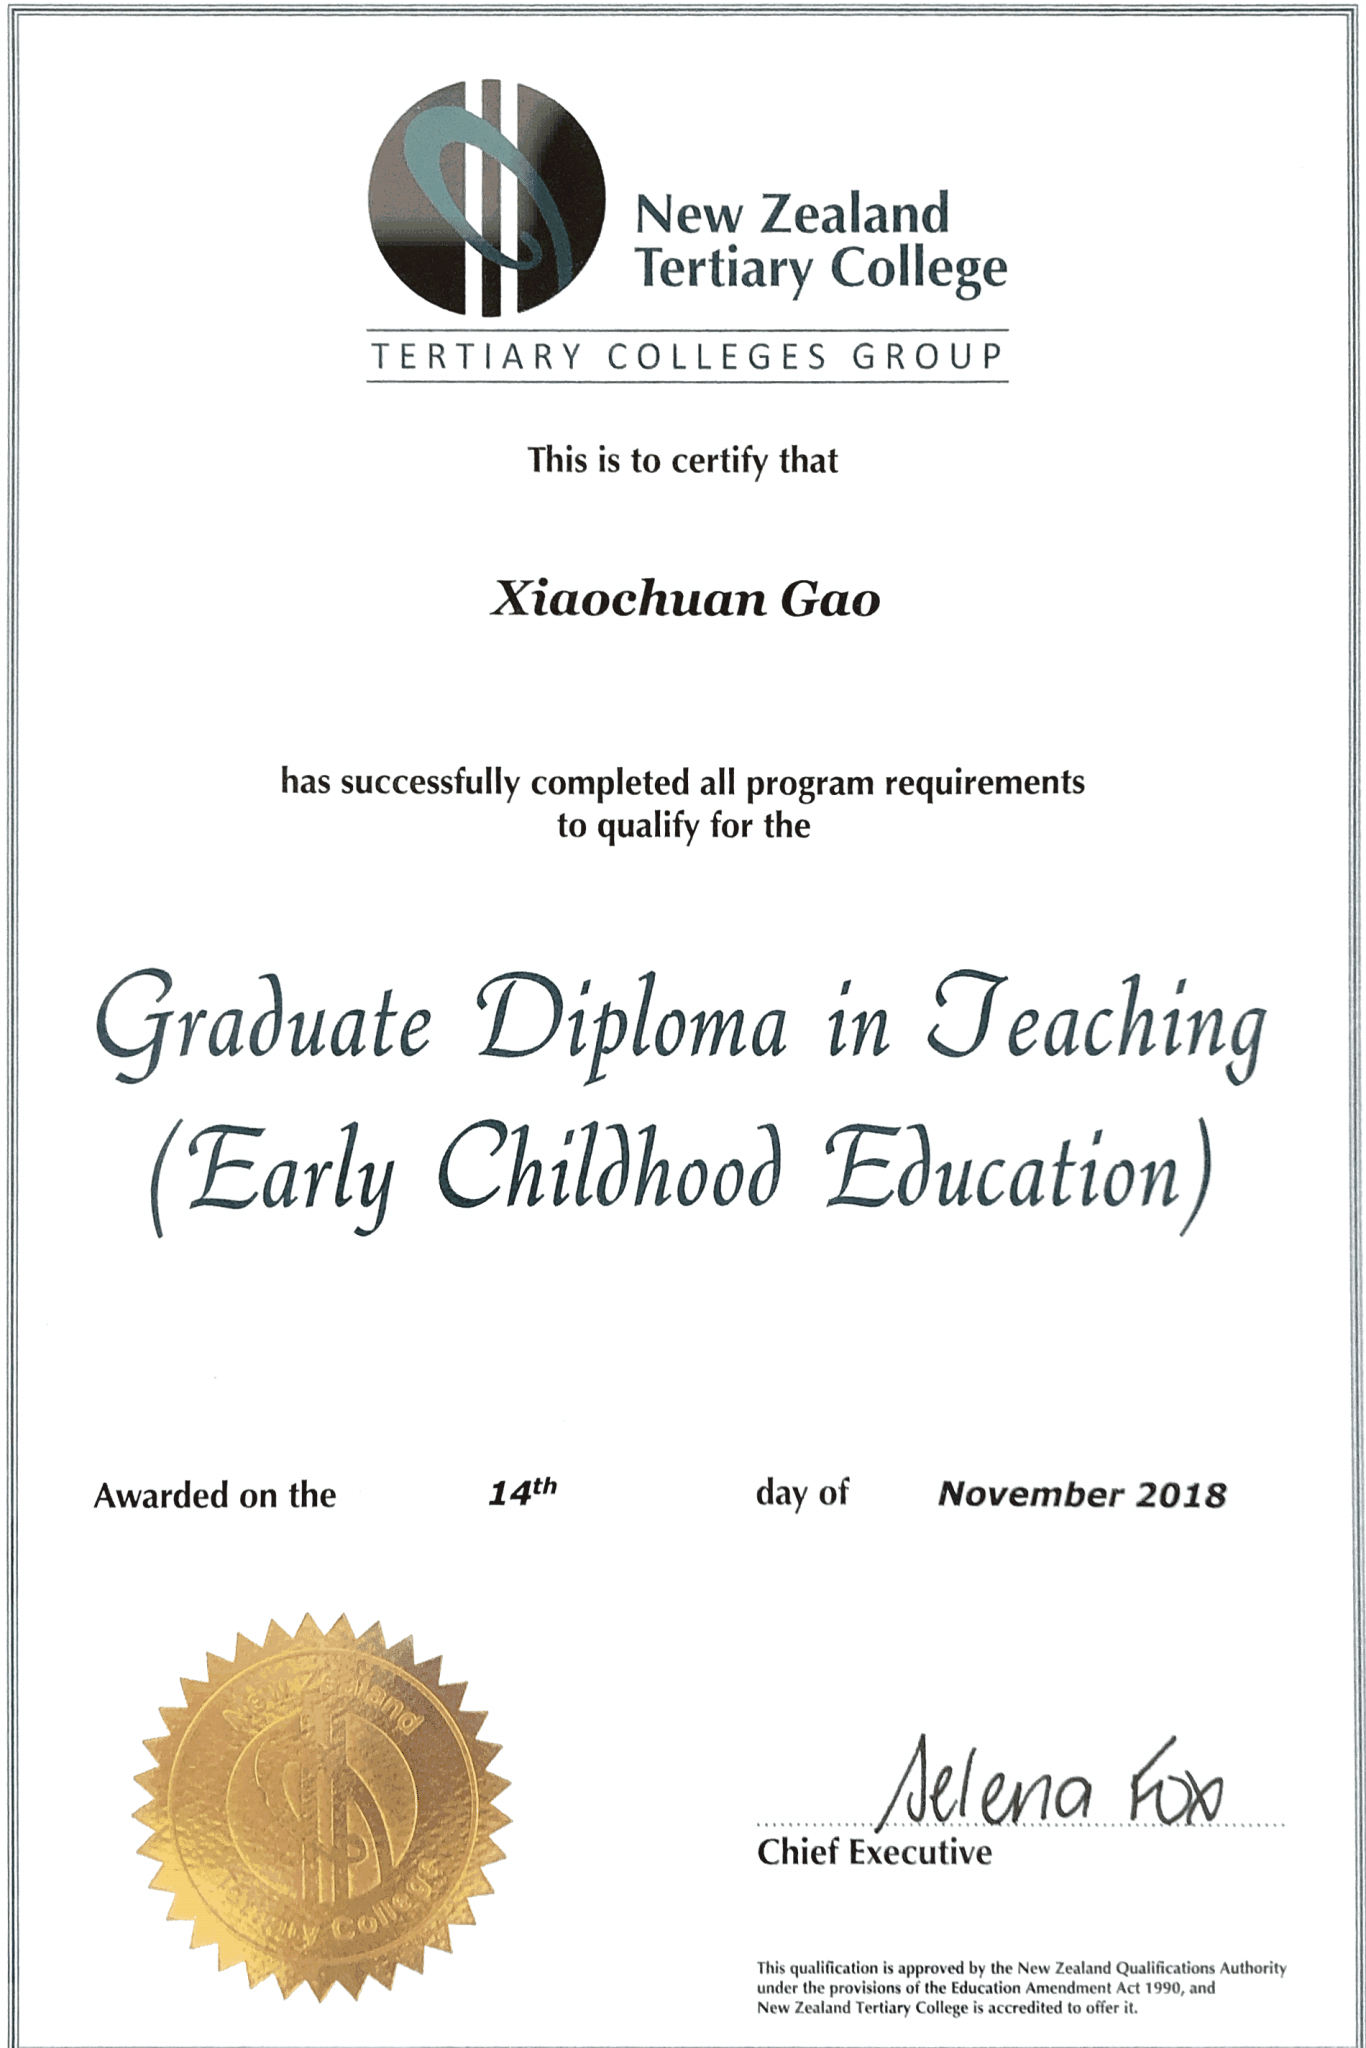 New Zealand
Tertiary College
TERTIARY COLLEGES GROUP
This is to certify that
Xiaochuan Gao
has successfully completed all program requirements
to qualify for the
Graduate Diploma in Teaching
(Early Childhood Education)
Awarded on the 14th day of November 2018
New Zealand
Tertiary College
Selena Fox
Chief Executive
This qualification is approved by the New Zealand Qualifications Authority
under the provisions of the Education Amendment Act 1990, and
New Zealand Tertiary College is accredited to offer it.